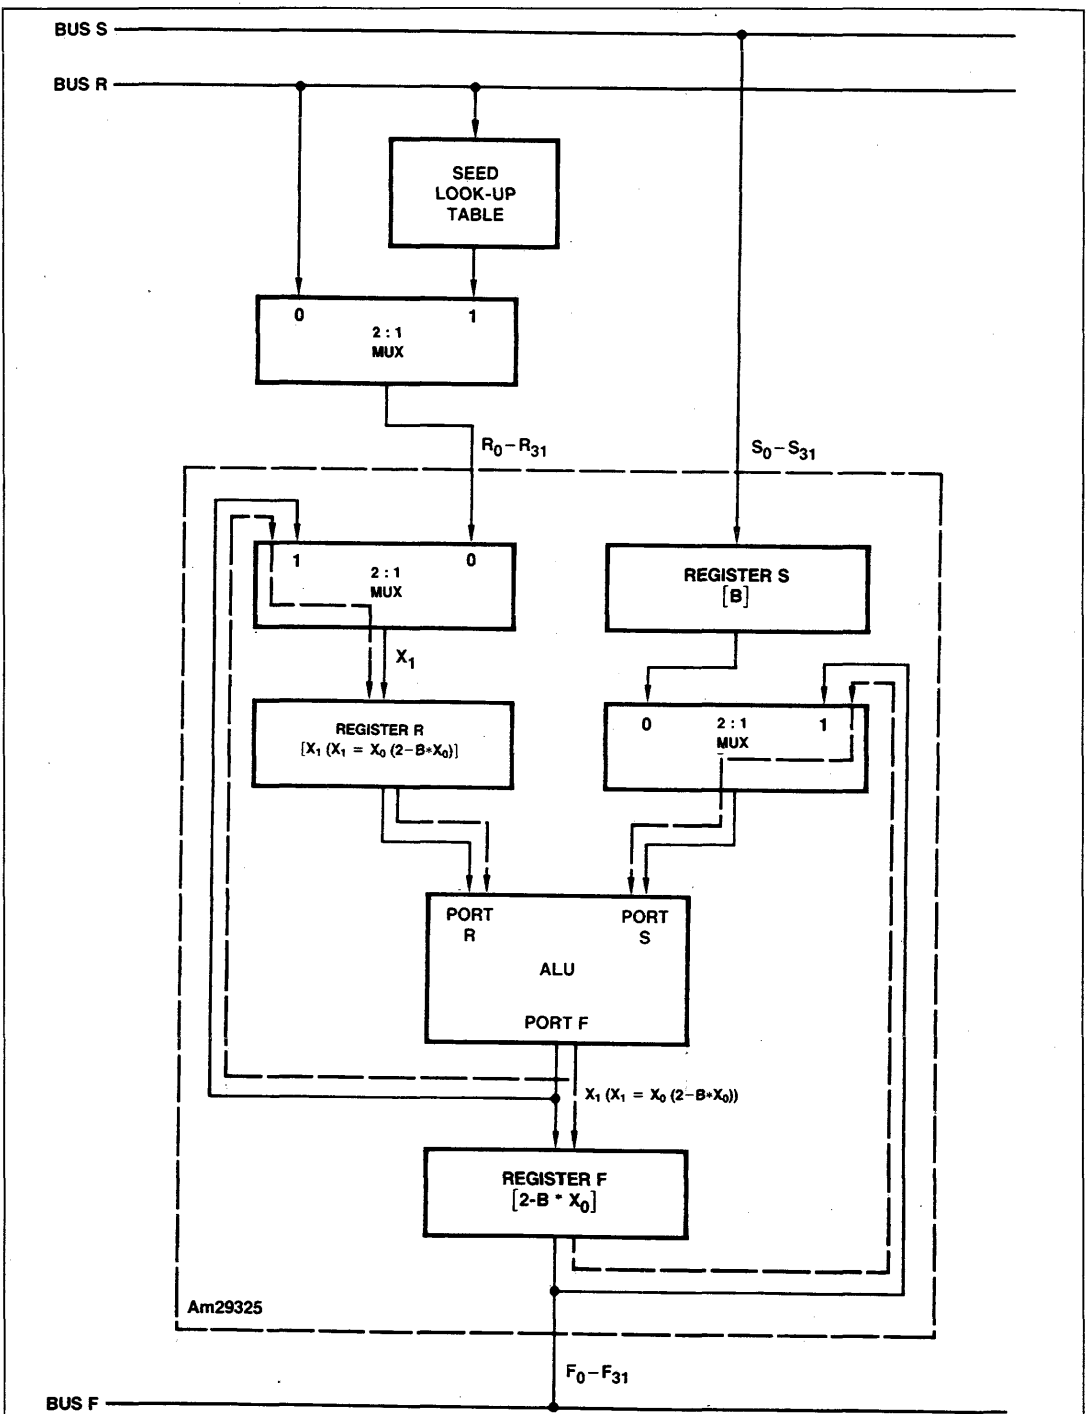 BUS S
BUS R
SEED
LOOK-UP
TABLE
0
1
2 : 1
MUX
R0–R31
S0–S31
1
0
2 : 1
MUX
REGISTER S
[B]
X1
0
2 : 1
1
MUX
REGISTER R
[X1 (X1 = X0 (2–B*X0)]
PORT
R
PORT
S
ALU
PORT F
X1 (X1 = X0 (2–B*X0))
REGISTER F
[2-B * X0]
Am29325
F0–F31
BUS F